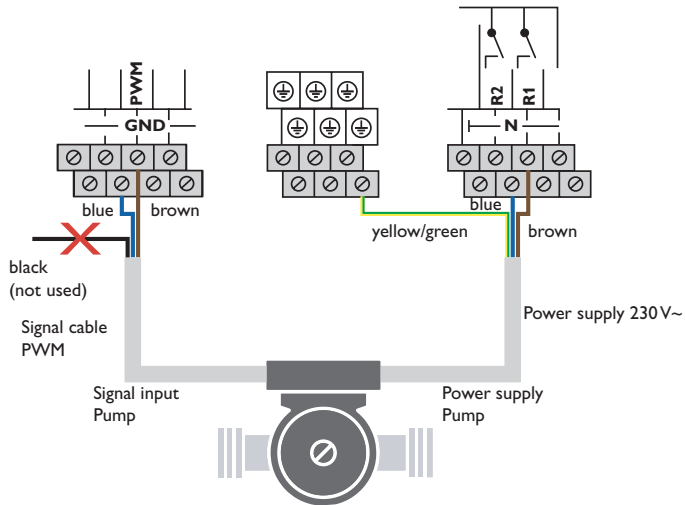 PWM
GND
R2
R1
N
blue
brown
blue
brown
yellow/green
black
(not used)
Signal cable
PWM
Power supply 230 V~
Signal input
Pump
Power supply
Pump